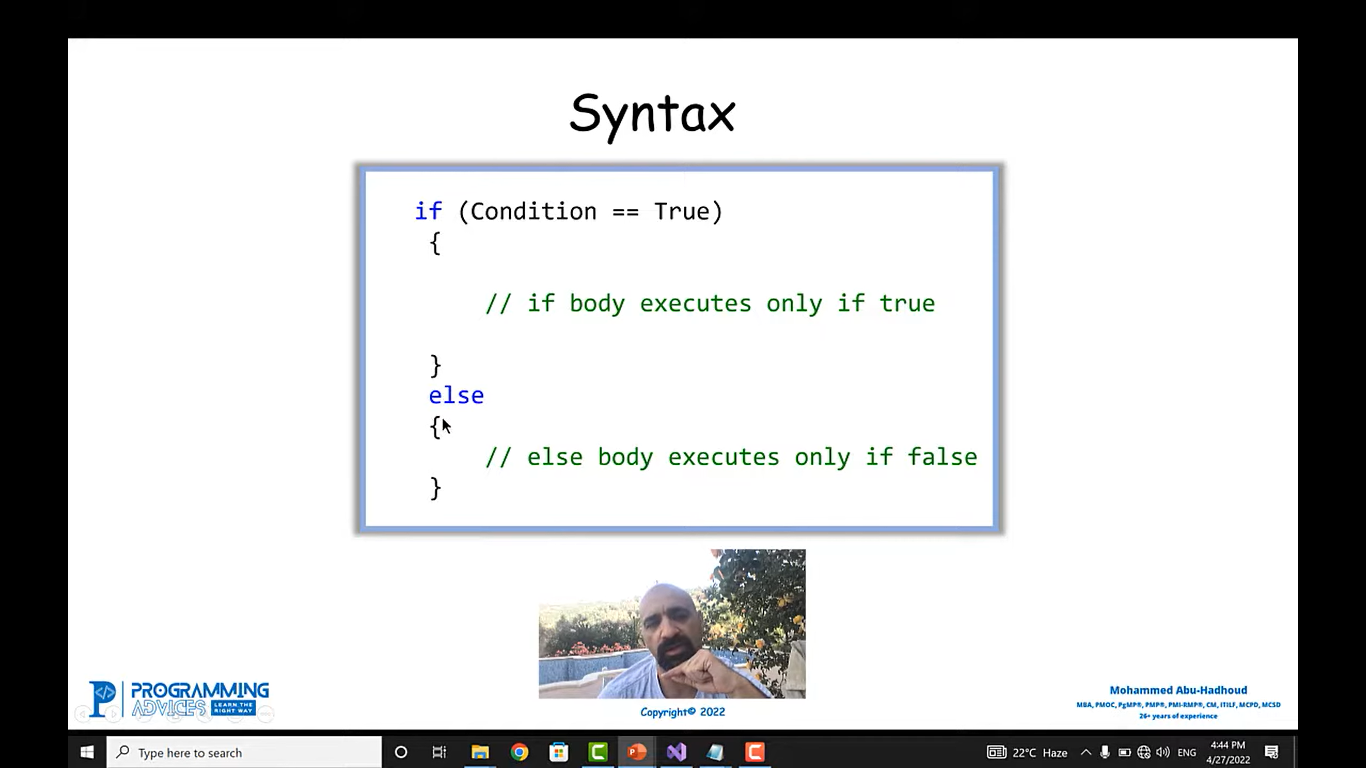 Syntax
if (Condition == True)
{
// if body executes only if true
}
else
{
// else body executes only if false
}
PROGRAMMING
ADVICES LEARN THE
RIGHT WAY
Copyright© 2022
Mohammed Abu-Hadhoud
MBA, PMOC, PgMP®, PMP®, PMI-RMP®, CM, ITILF, MCPD, MCSD
26+ years of experience
Type here to search
22°C Haze
ENG
4:44 PM
4/27/2022